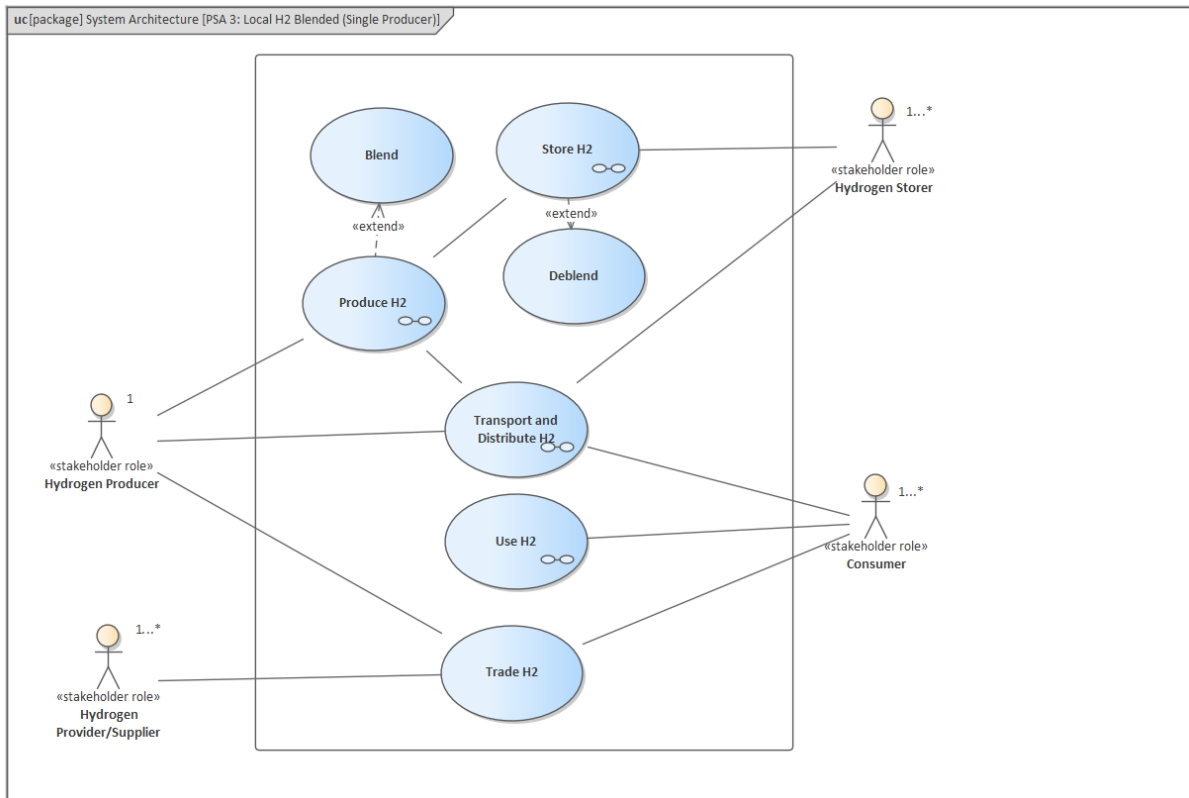 uc [package] System Architecture [PSA 3: Local H2 Blended (Single Producer)]
Blend
Store H2
1...*
«stakeholder role»
Hydrogen Storer
«extend»
«extend»
Deblend
Produce H2
1
«stakeholder role»
Hydrogen Producer
Transport and
Distribute H2
1...*
«stakeholder role»
Consumer
Use H2
1...*
«stakeholder role»
Hydrogen
Provider/Supplier
Trade H2